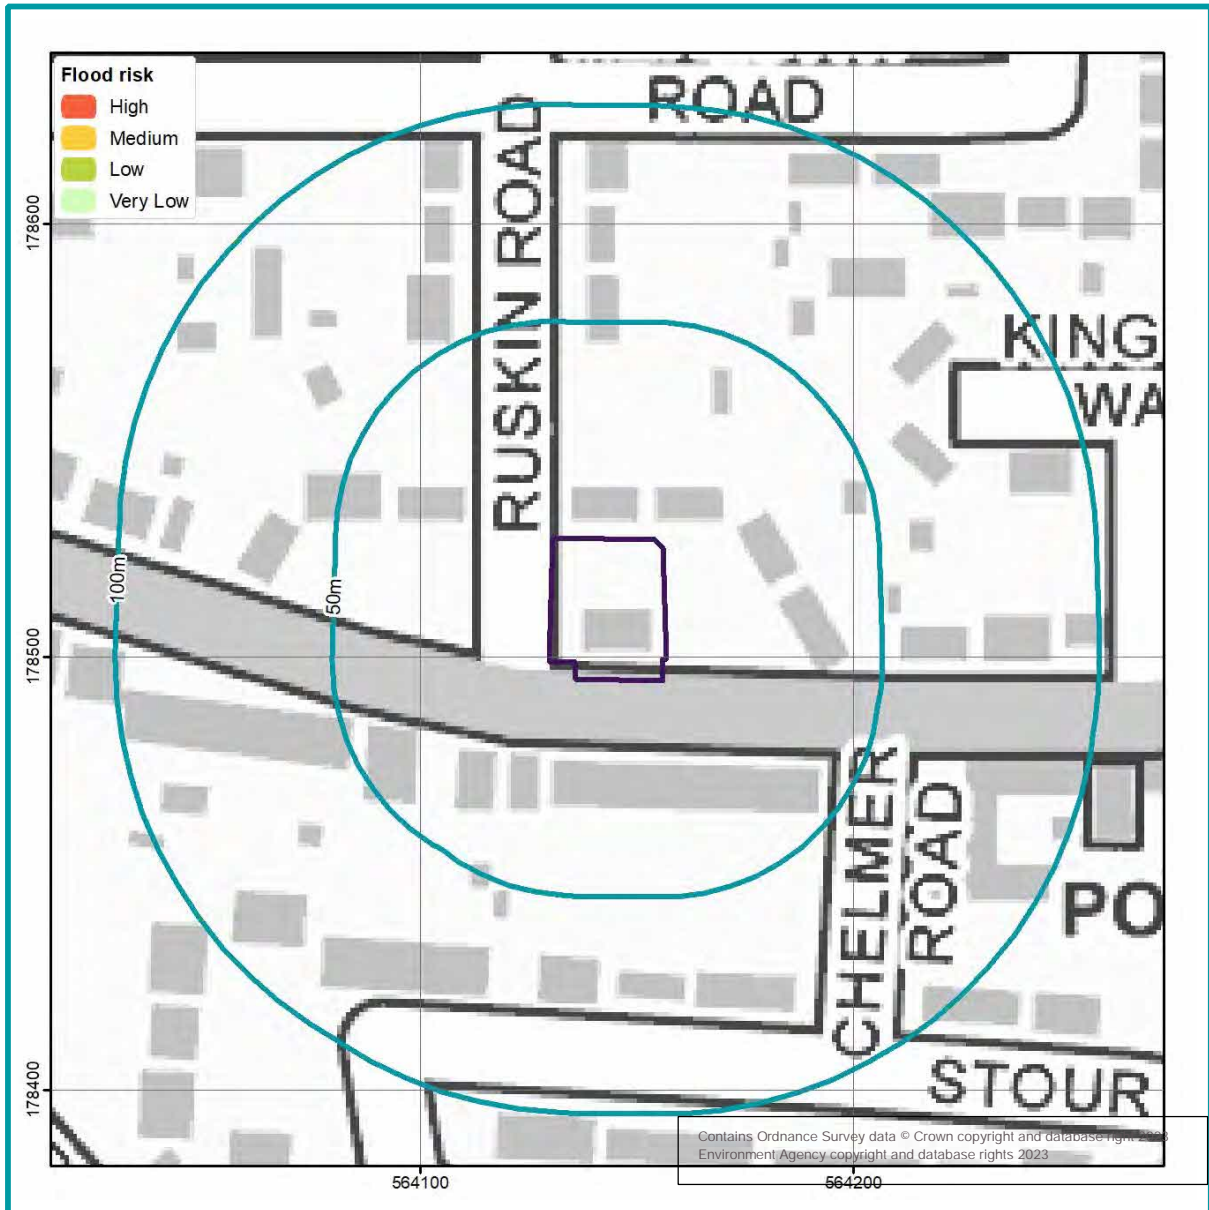 Flood risk
High
Medium
Low
Very Low
ROAD
RUSKIN ROAD
KING
WA
100m
50m
CHELMER
ROAD
PO
STOUR
178600
178500
178400
564100
564200
Contains Ordnance Survey data © Crown copyright and database right 2023
Environment Agency copyright and database rights 2023